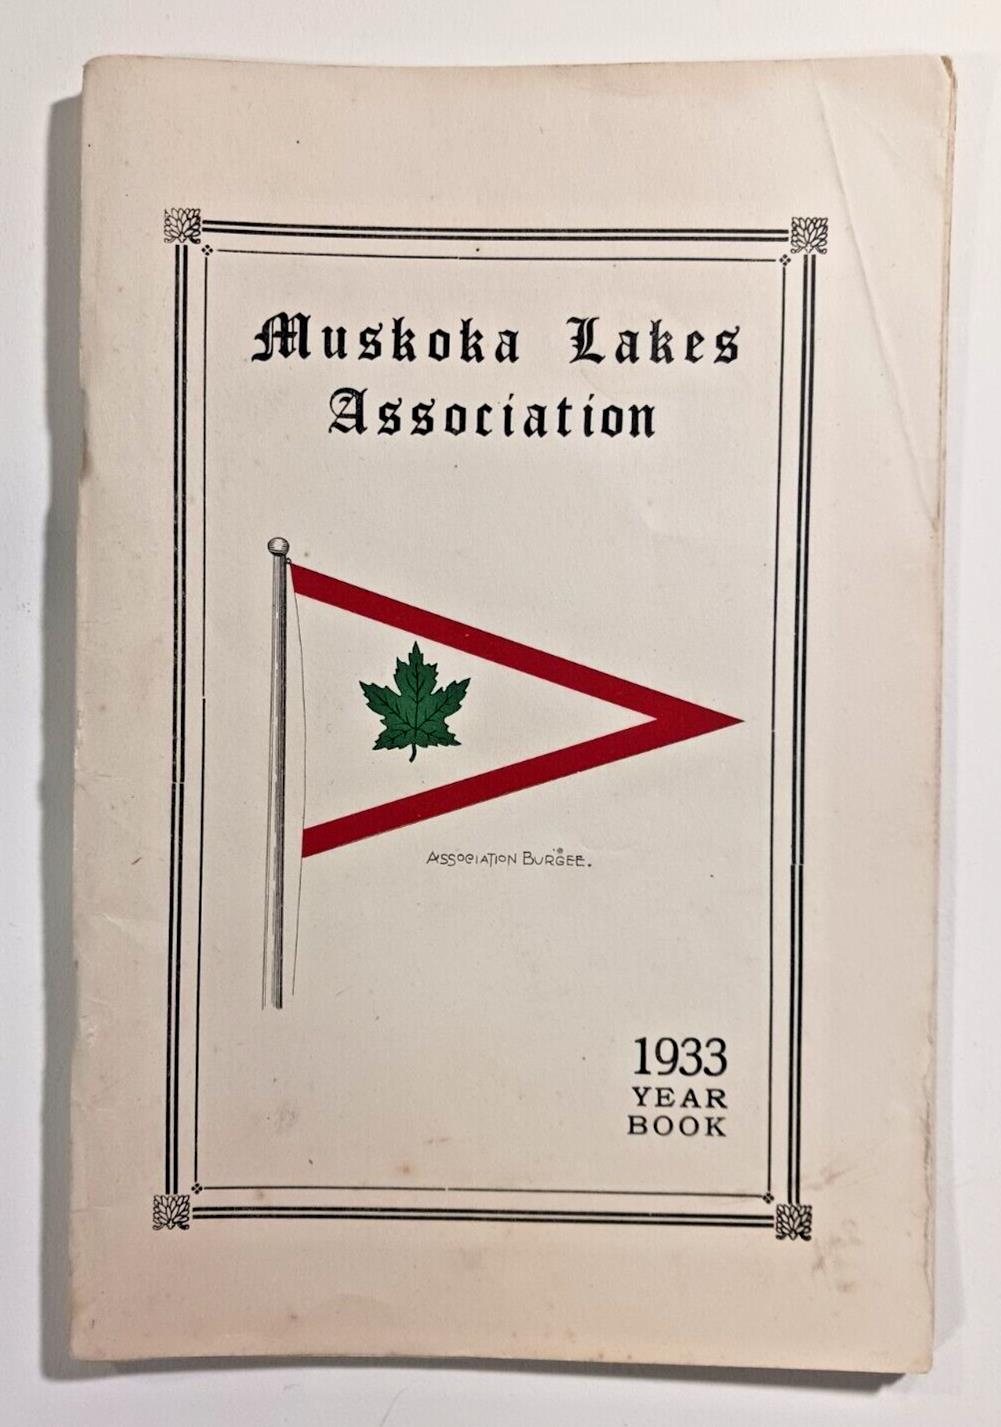 Muskoka Lakes
Association
ASSOCIATION BURGEE.
1933
YEAR
BOOK